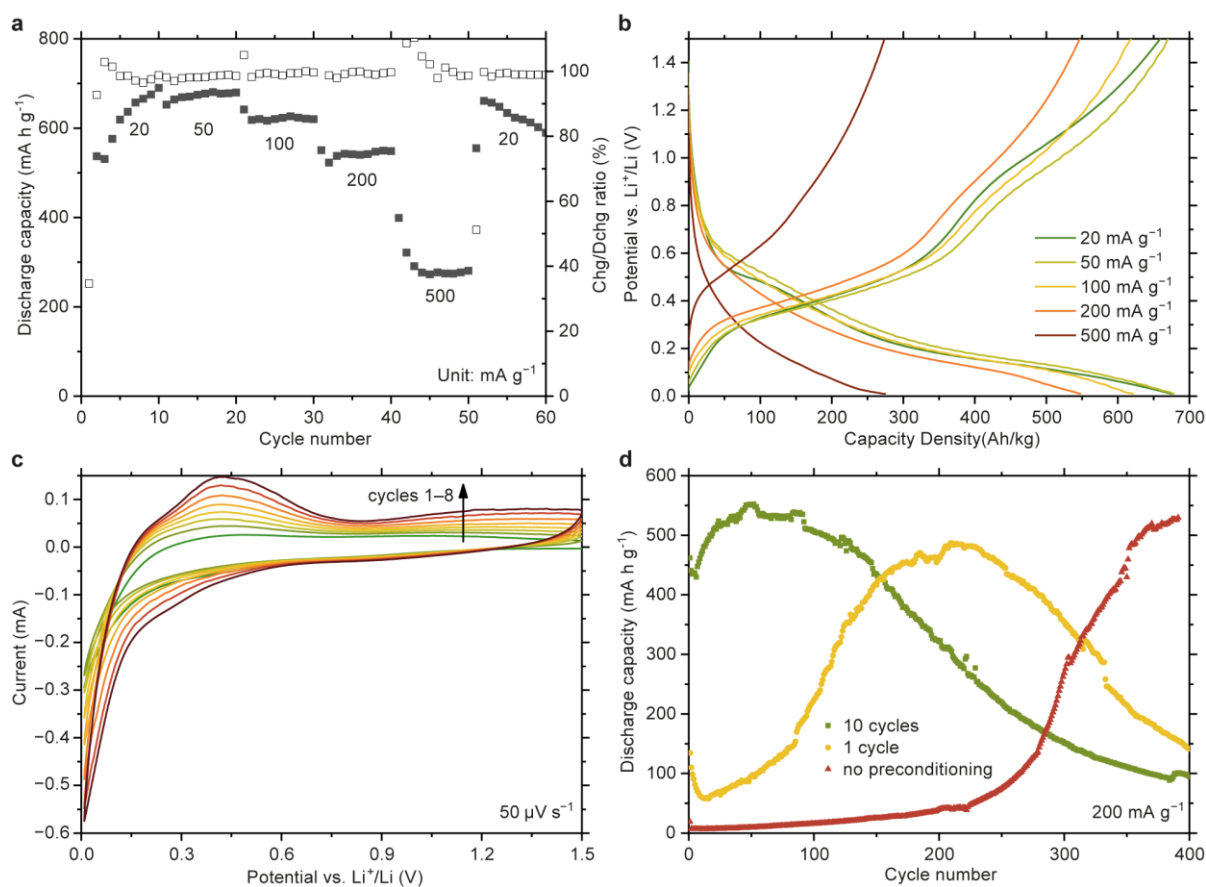 a
800
600
400
200
0
Discharge capacity (mA h g⁻¹)
100
80
60
40
20
0
Chg/Dchg ratio (%)
20
50
100
200
500
20
Unit: mA g⁻¹
0 10 20 30 40 50 60
Cycle number
b
1.4
1.2
1.0
0.8
0.6
0.4
0.2
0.0
Potential vs. Li⁺/Li (V)
20 mA g⁻¹
50 mA g⁻¹
100 mA g⁻¹
200 mA g⁻¹
500 mA g⁻¹
0 100 200 300 400 500 600 700
Capacity Density(Ah/kg)
c
0.1
0.0
−0.1
−0.2
−0.3
−0.4
−0.5
−0.6
Current (mA)
cycles 1–8
50 µV s⁻¹
0.0 0.3 0.6 0.9 1.2 1.5
Potential vs. Li⁺/Li (V)
d
600
500
400
300
200
100
0
Discharge capacity (mA h g⁻¹)
10 cycles
1 cycle
no preconditioning
200 mA g⁻¹
0 100 200 300 400
Cycle number